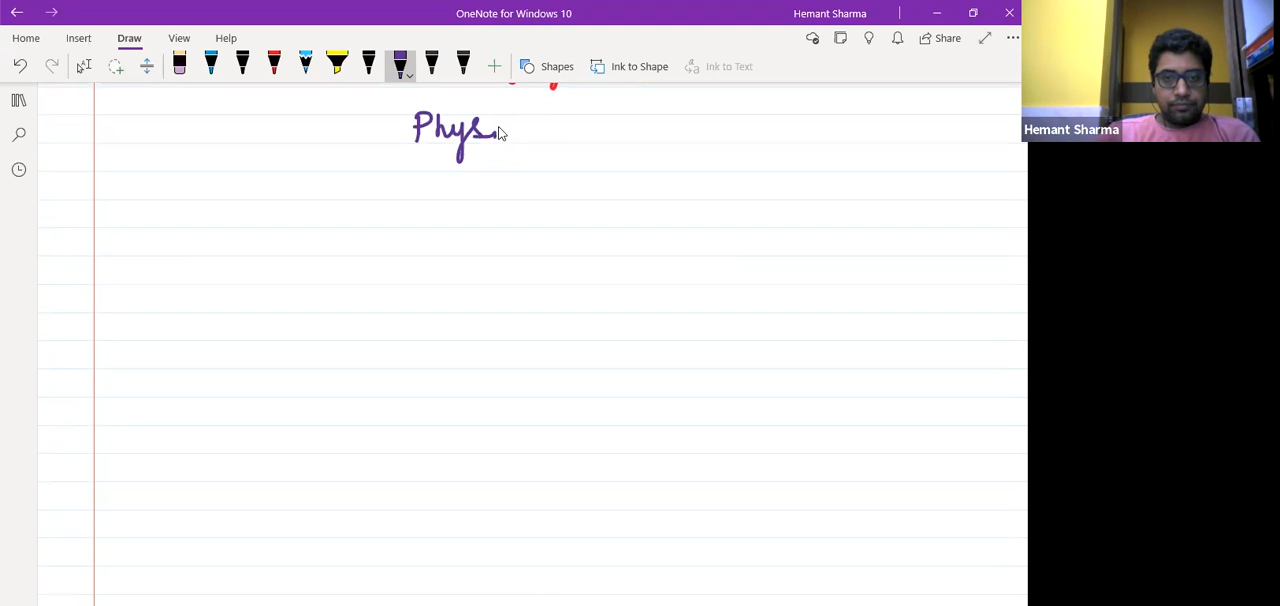 OneNote for Windows 10
Hemant Sharma
Home Insert Draw View Help
Share
Shapes
Ink to Shape
Ink to Text
Hemant Sharma
Phys